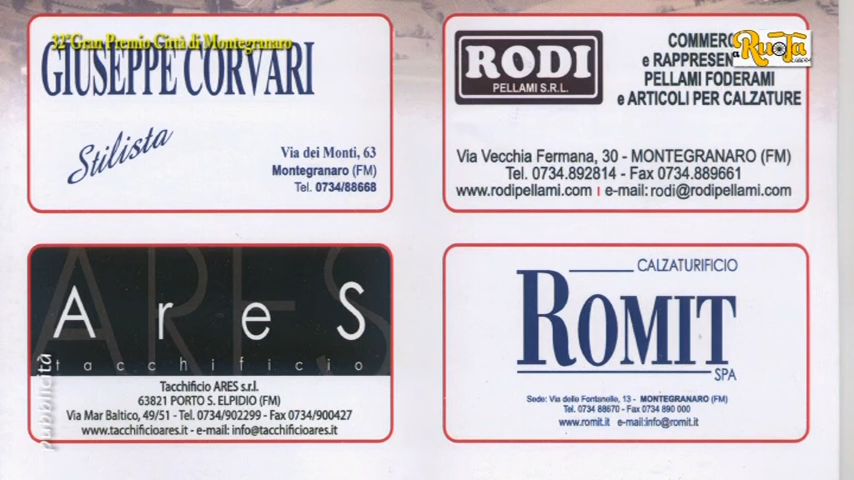 32°Gran Premio Città di Montegranaro
GIUSEPPE CORVARI
Stilista
Via dei Monti, 63
Montegranaro (FM)
Tel. 0734/88668
RODI
PELLAMI S.R.L.
COMMERC
e RAPPRESEN
PELLAMI FODERAMI
e ARTICOLI PER CALZATURE
Via Vecchia Fermana, 30 - MONTEGRANARO (FM)
Tel. 0734.892814 - Fax 0734.889661
www.rodipellami.com I e-mail: rodi@rodipellami.com
a RuoTa
Libera
AreS
tacchificio
Tacchificio ARES s.r.l.
63821 PORTO S. ELPIDIO (FM)
Via Mar Baltico, 49/51 - Tel. 0734/902299 - Fax 0734/900427
www.tacchificioares.it - e-mail: info@tacchificioares.it
CALZATURIFICIO
ROMIT
SPA
Sede: Via delle Fontanelle, 13 - MONTEGRANARO (FM)
Tel. 0734 88670 - Fax 0734 890 000
www.romit.it e-mail:info@romit.it
pubblicità